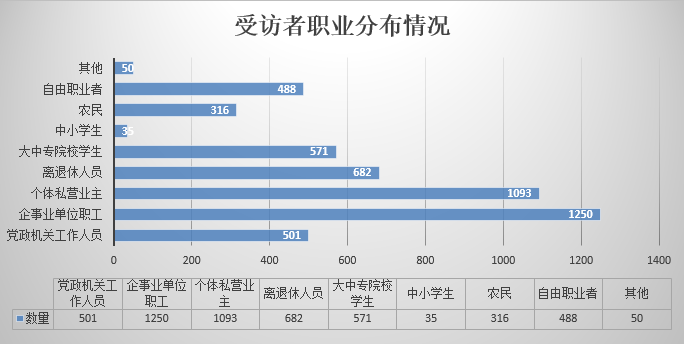 受访者职业分布情况
其他 50
自由职业者 488
农民 316
中小学生 35
大中专院校学生 571
离退休人员 682
个体私营业主 1093
企事业单位职工 1250
党政机关工作人员 501
0 200 400 600 800 1000 1200 1400
党政机关工 企事业单位 个体私营业 离退休人员 大中专院校 中小学生 农民 自由职业者 其他
作人员 职工 主 学生
数量 501 1250 1093 682 571 35 316 488 50